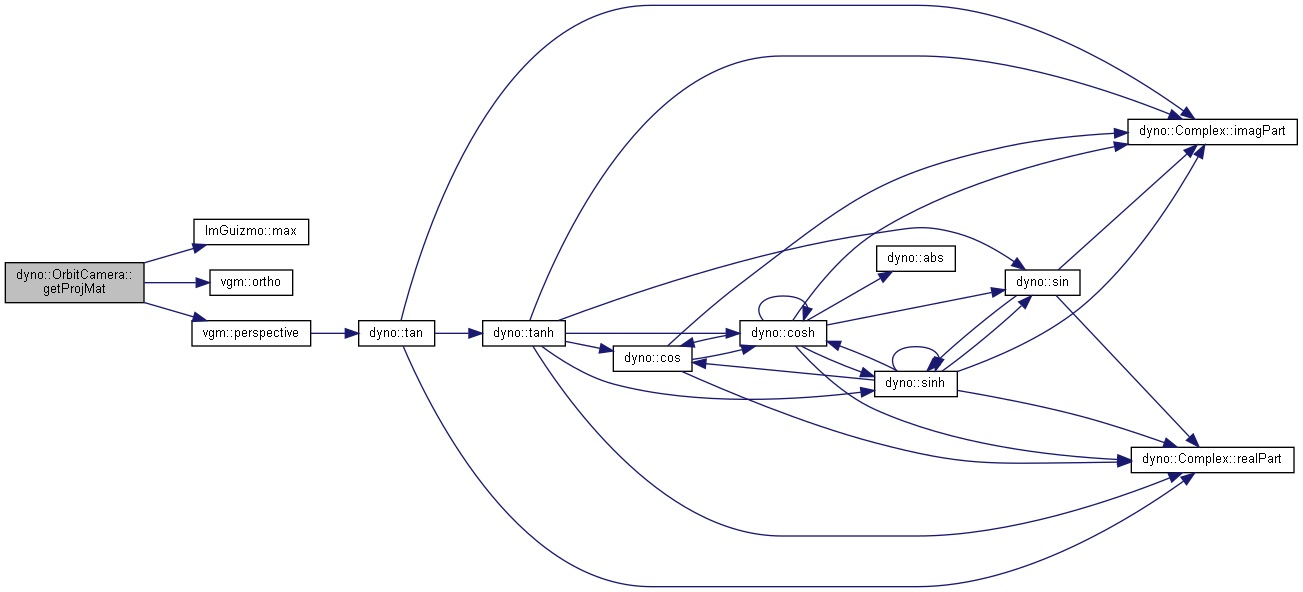 dyno::OrbitCamera::
getProjMat
ImGuizmo::max
vgm::ortho
vgm::perspective
dyno::tan
dyno::tanh
dyno::cos
dyno::cosh
dyno::abs
dyno::sinh
dyno::sin
dyno::Complex::imagPart
dyno::Complex::realPart